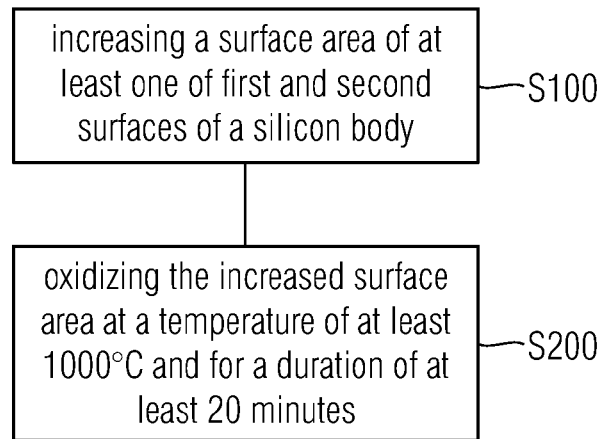 increasing a surface area of at
least one of first and second
surfaces of a silicon body
S100
oxidizing the increased surface
area at a temperature of at least
1000°C and for a duration of at
least 20 minutes
S200